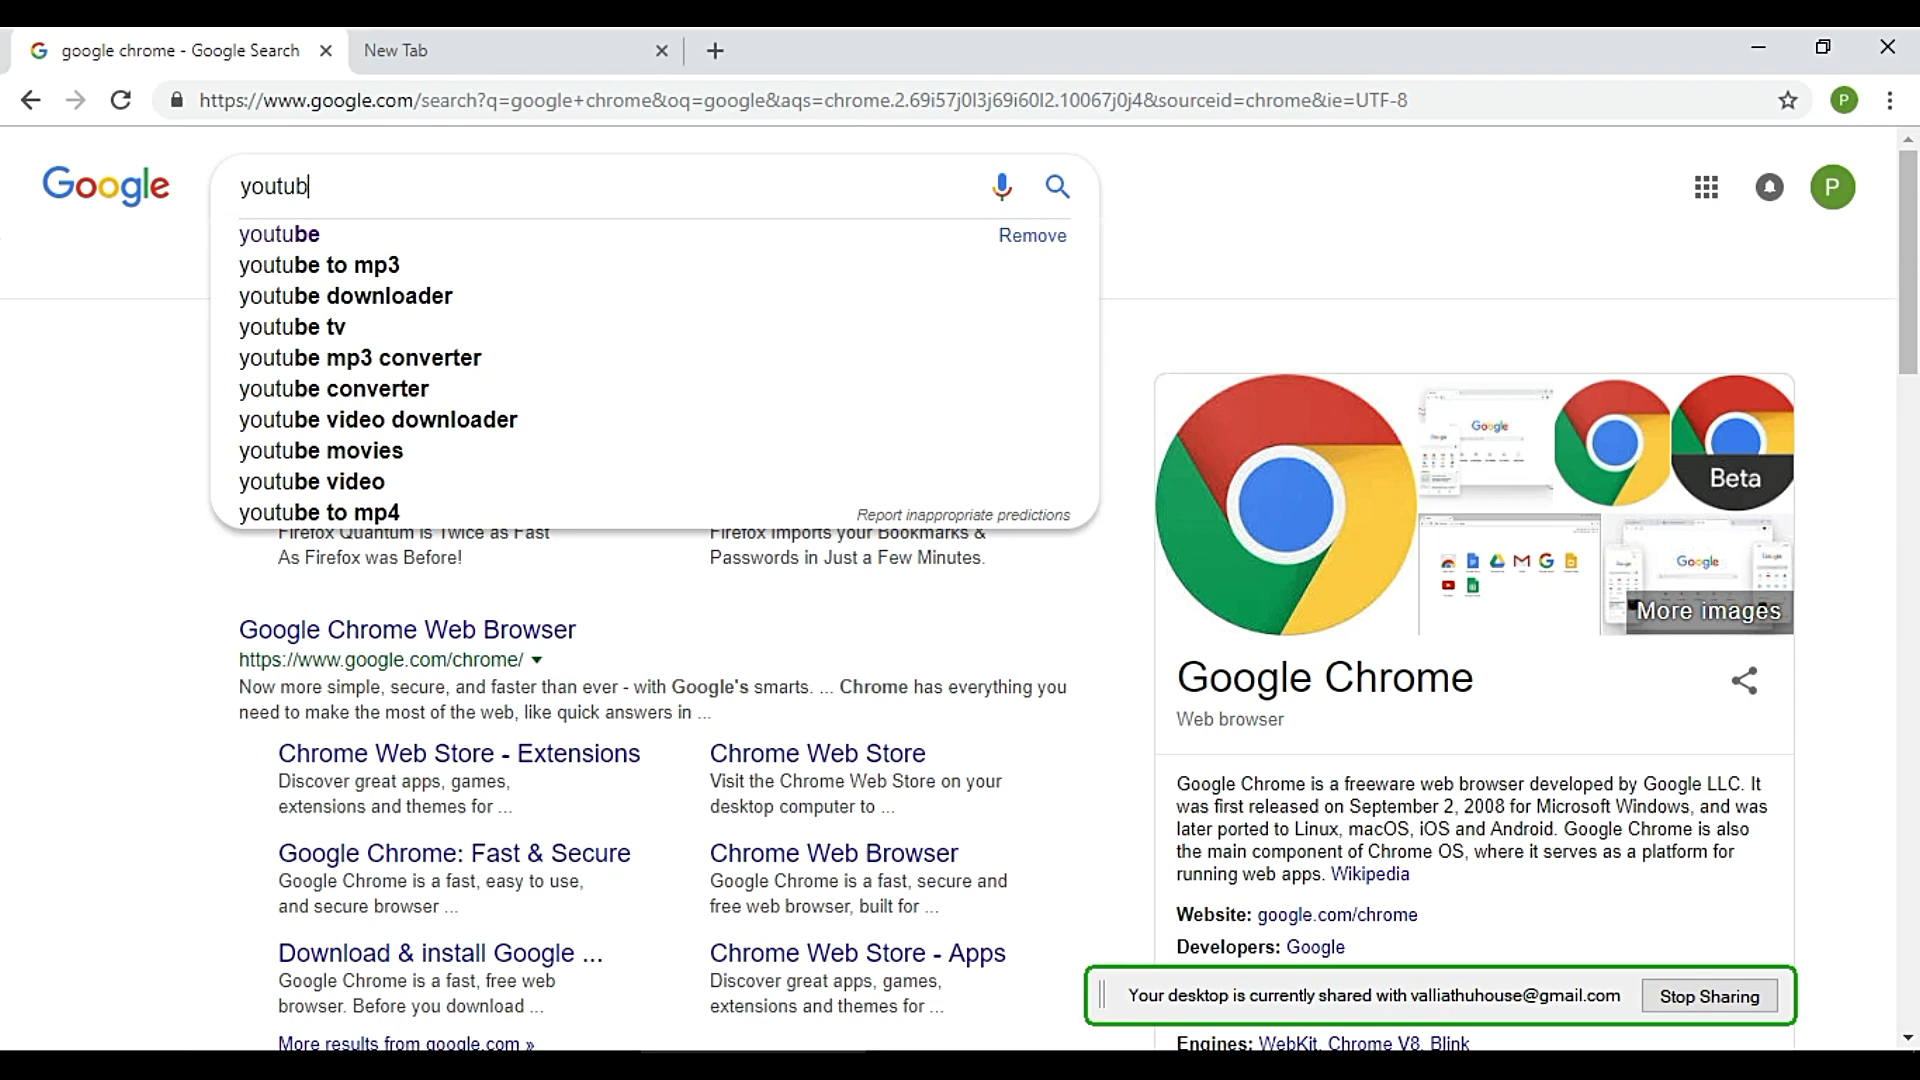 google chrome - Google Search
New Tab
https://www.google.com/search?q=google+chrome&oq=google&aqs=chrome.2.69i57j0l3j69i60l2.10067j0j4&sourceid=chrome&ie=UTF-8
P
Google
youtub
P
youtube
Remove
youtube to mp3
youtube downloader
youtube tv
youtube mp3 converter
youtube converter
youtube video downloader
youtube movies
youtube video
youtube to mp4
Report inappropriate predictions
Firefox Quantum is Twice as Fast
As Firefox was Before!
Firefox Imports your Bookmarks &
Passwords in Just a Few Minutes.
Google Chrome Web Browser
https://www.google.com/chrome/
Now more simple, secure, and faster than ever - with Google's smarts. ... Chrome has everything you
need to make the most of the web, like quick answers in ...
Chrome Web Store - Extensions
Discover great apps, games,
extensions and themes for ...
Chrome Web Store
Visit the Chrome Web Store on your
desktop computer to ...
Google Chrome: Fast & Secure
Google Chrome is a fast, easy to use,
and secure browser ...
Chrome Web Browser
Google Chrome is a fast, secure and
free web browser, built for ...
Download & install Google ...
Google Chrome is a fast, free web
browser. Before you download ...
Chrome Web Store - Apps
Discover great apps, games,
extensions and themes for ...
More results from google.com »
Google
Beta
Google
More images
Google Chrome
Web browser
Google Chrome is a freeware web browser developed by Google LLC. It
was first released on September 2, 2008 for Microsoft Windows, and was
later ported to Linux, macOS, iOS and Android. Google Chrome is also
the main component of Chrome OS, where it serves as a platform for
running web apps. Wikipedia
Website: google.com/chrome
Developers: Google
Your desktop is currently shared with valliathuhouse@gmail.com
Stop Sharing
Engines: WebKit, Chrome V8, Blink